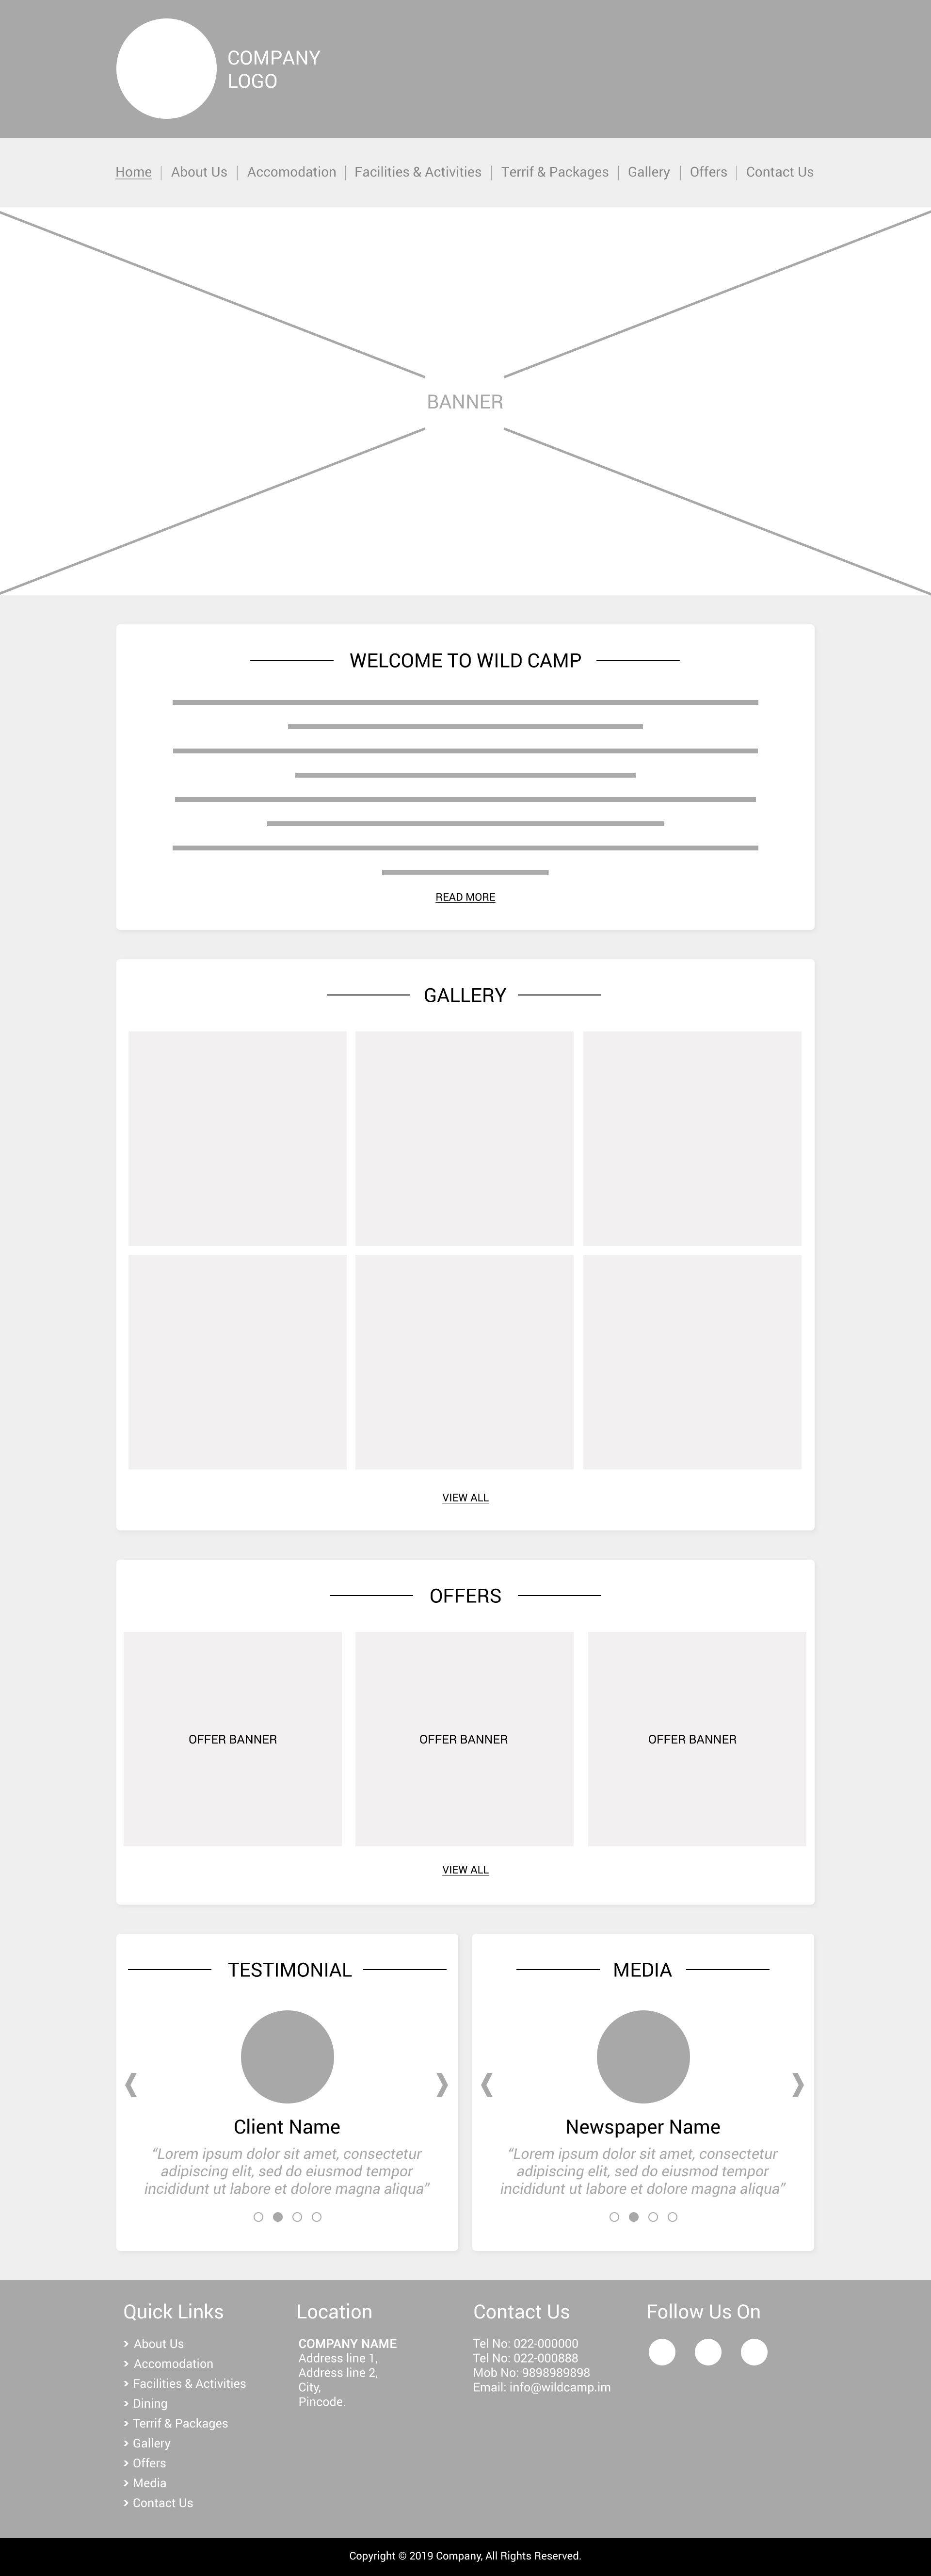 COMPANY
LOGO
Home | About Us | Accomodation | Facilities & Activities | Terrif & Packages | Gallery | Offers | Contact Us
BANNER
WELCOME TO WILD CAMP
READ MORE
GALLERY
VIEW ALL
OFFERS
OFFER BANNER
OFFER BANNER
OFFER BANNER
VIEW ALL
TESTIMONIAL
Client Name
“Lorem ipsum dolor sit amet, consectetur
adipiscing elit, sed do eiusmod tempor
incididunt ut labore et dolore magna aliqua”
MEDIA
Newspaper Name
“Lorem ipsum dolor sit amet, consectetur
adipiscing elit, sed do eiusmod tempor
incididunt ut labore et dolore magna aliqua”
Quick Links
> About Us
> Accomodation
> Facilities & Activities
> Dining
> Terrif & Packages
> Gallery
> Offers
> Media
> Contact Us
Location
COMPANY NAME
Address line 1,
Address line 2,
City,
Pincode.
Contact Us
Tel No: 022-000000
Tel No: 022-000888
Mob No: 9898989898
Email: info@wildcamp.im
Follow Us On
Copyright © 2019 Company, All Rights Reserved.